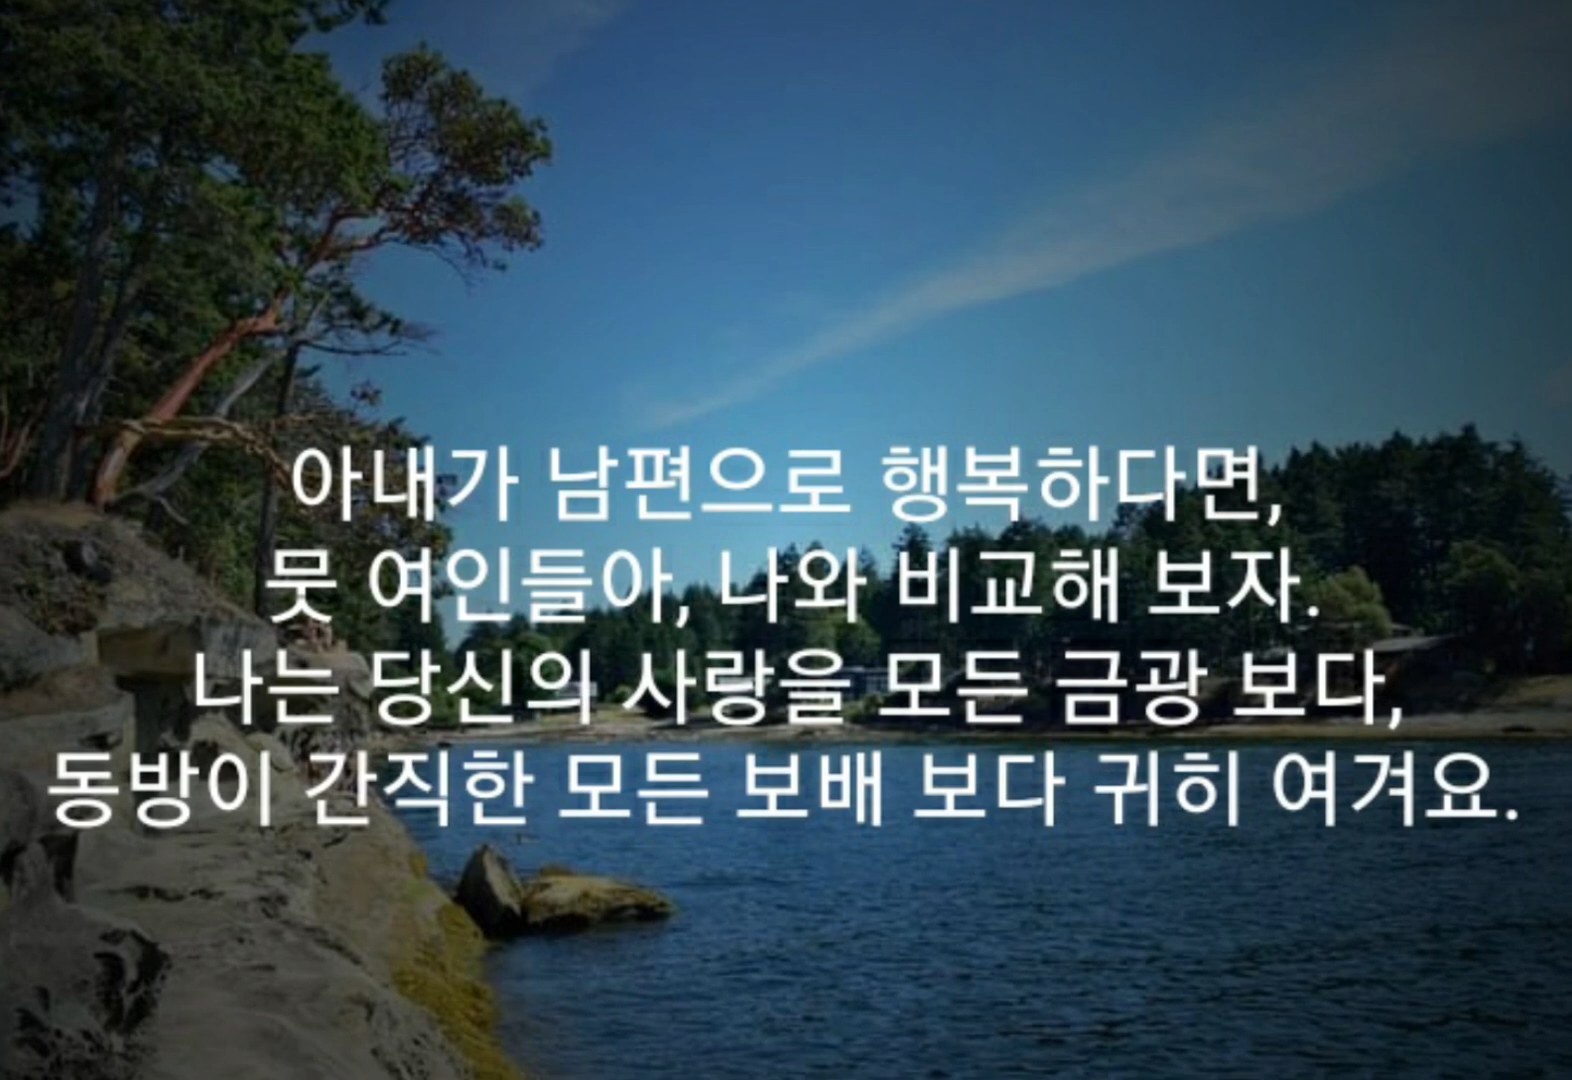 아내가 남편으로 행복하다면,
뭇 여인들아, 나와 비교해 보자.
나는 당신의 사랑을 모든 금광 보다,
동방이 간직한 모든 보배 보다 귀히 여겨요.